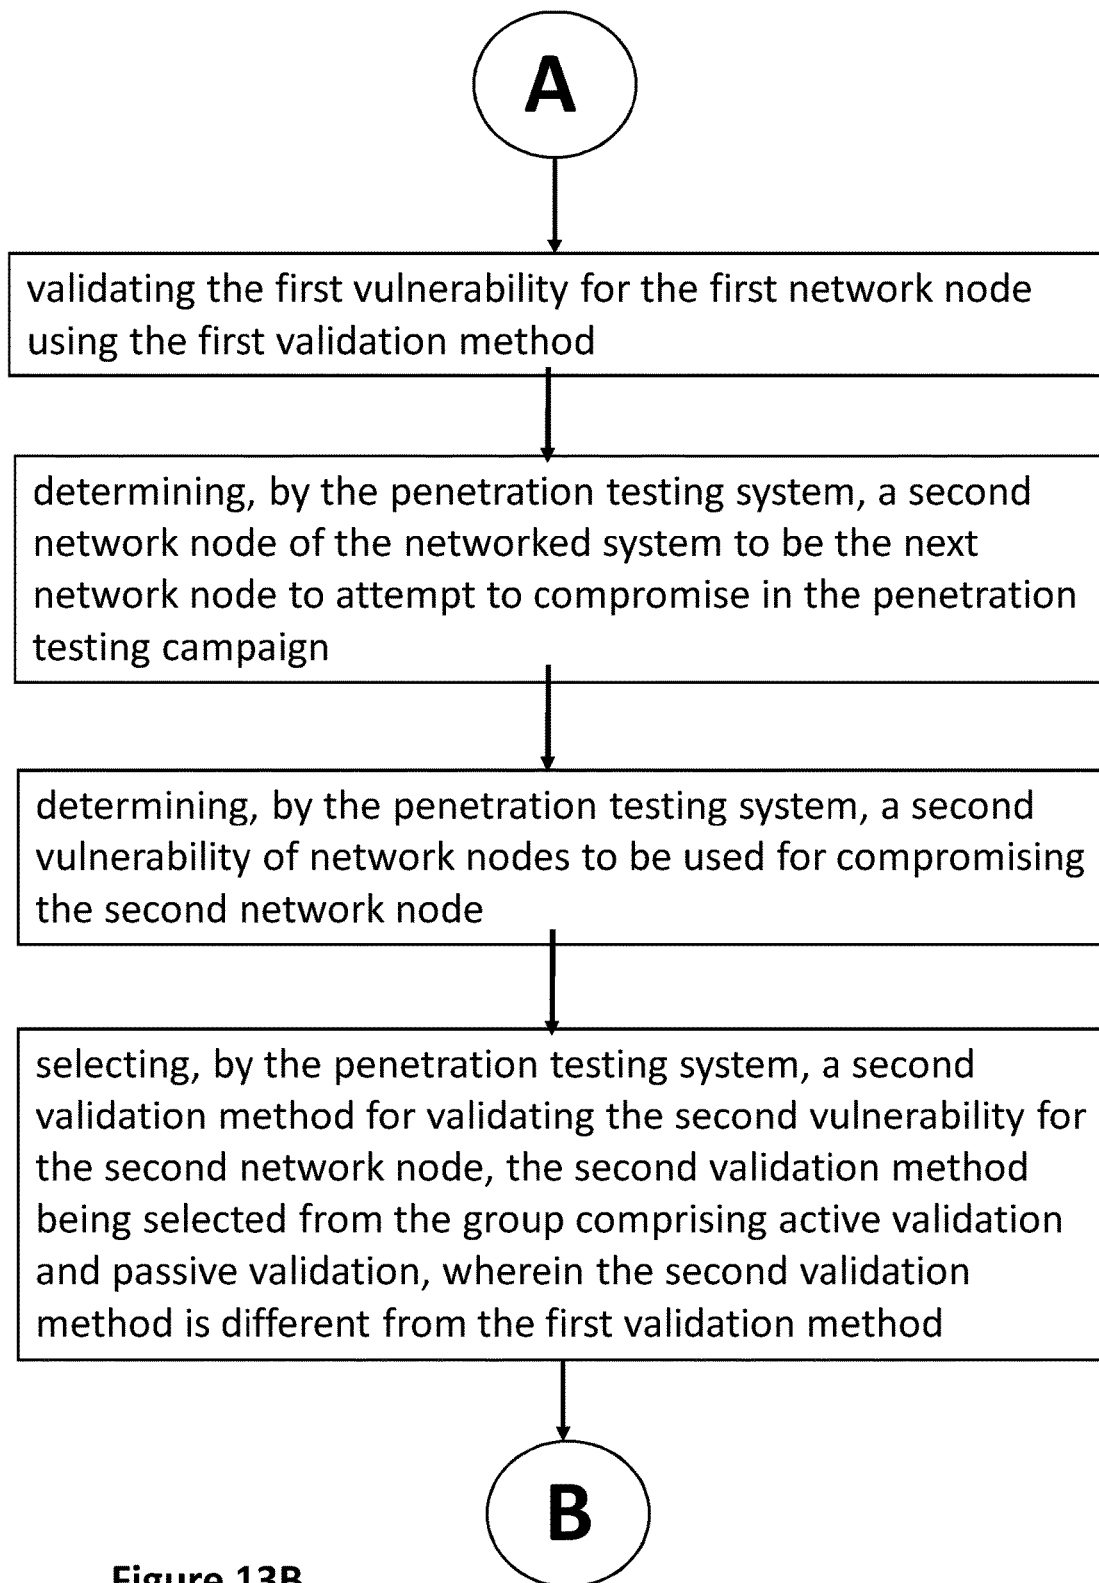 A
validating the first vulnerability for the first network node
using the first validation method
determining, by the penetration testing system, a second
network node of the networked system to be the next
network node to attempt to compromise in the penetration
testing campaign
determining, by the penetration testing system, a second
vulnerability of network nodes to be used for compromising
the second network node
selecting, by the penetration testing system, a second
validation method for validating the second vulnerability for
the second network node, the second validation method
being selected from the group comprising active validation
and passive validation, wherein the second validation
method is different from the first validation method
B
Figure 13B